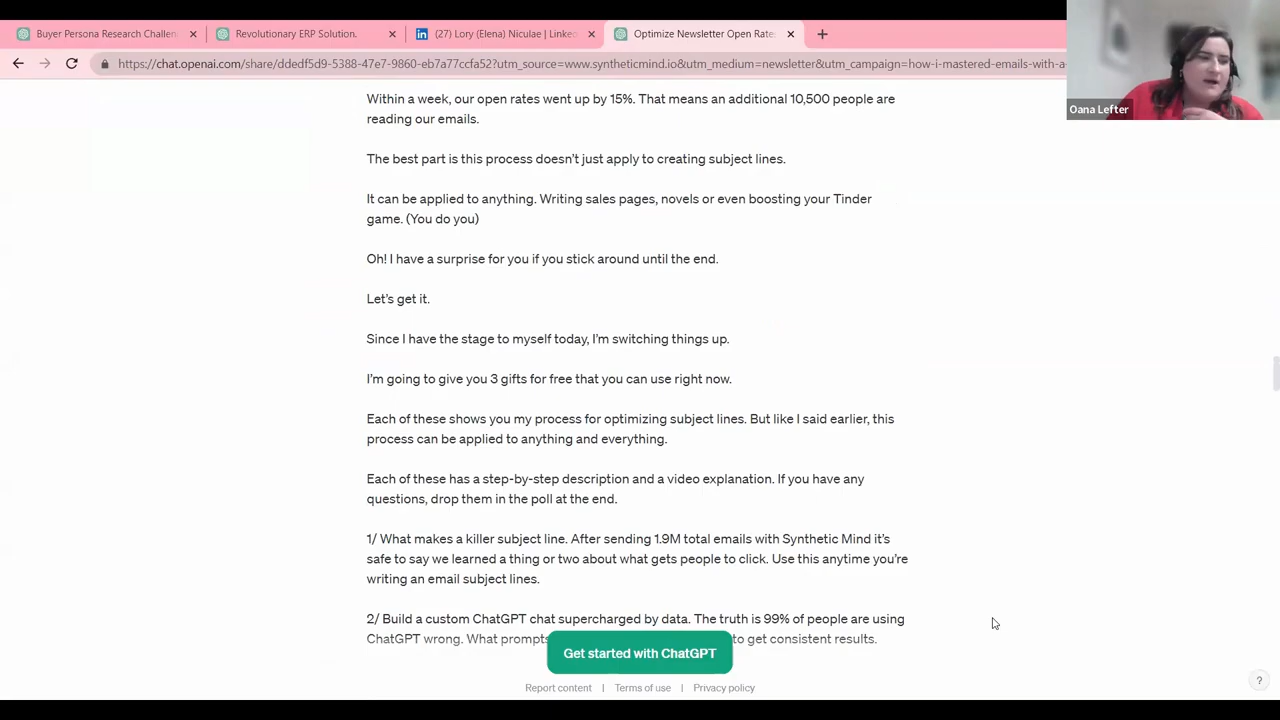 Buyer Persona Research Challen
Revolutionary ERP Solution.
(27) Lory (Elena) Niculae | Linke
Optimize Newsletter Open Rate
https://chat.openai.com/share/ddedf5d9-5388-47e7-9860-eb7a77ccfa52?utm_source=www.syntheticmind.io&utm_medium=newsletter&utm_campaign=how-i-mastered-emails-with-a-
Oana Lefter
Within a week, our open rates went up by 15%. That means an additional 10,500 people are
reading our emails.
The best part is this process doesn't just apply to creating subject lines.
It can be applied to anything. Writing sales pages, novels or even boosting your Tinder
game. (You do you)
Oh! I have a surprise for you if you stick around until the end.
Let's get it.
Since I have the stage to myself today, I'm switching things up.
I'm going to give you 3 gifts for free that you can use right now.
Each of these shows you my process for optimizing subject lines. But like I said earlier, this
process can be applied to anything and everything.
Each of these has a step-by-step description and a video explanation. If you have any
questions, drop them in the poll at the end.
1/ What makes a killer subject line. After sending 1.9M total emails with Synthetic Mind it's
safe to say we learned a thing or two about what gets people to click. Use this anytime you're
writing an email subject lines.
2/ Build a custom ChatGPT chat supercharged by data. The truth is 99% of people are using
ChatGPT wrong. What prompts to get consistent results.
Get started with ChatGPT
Report content | Terms of use | Privacy policy
?